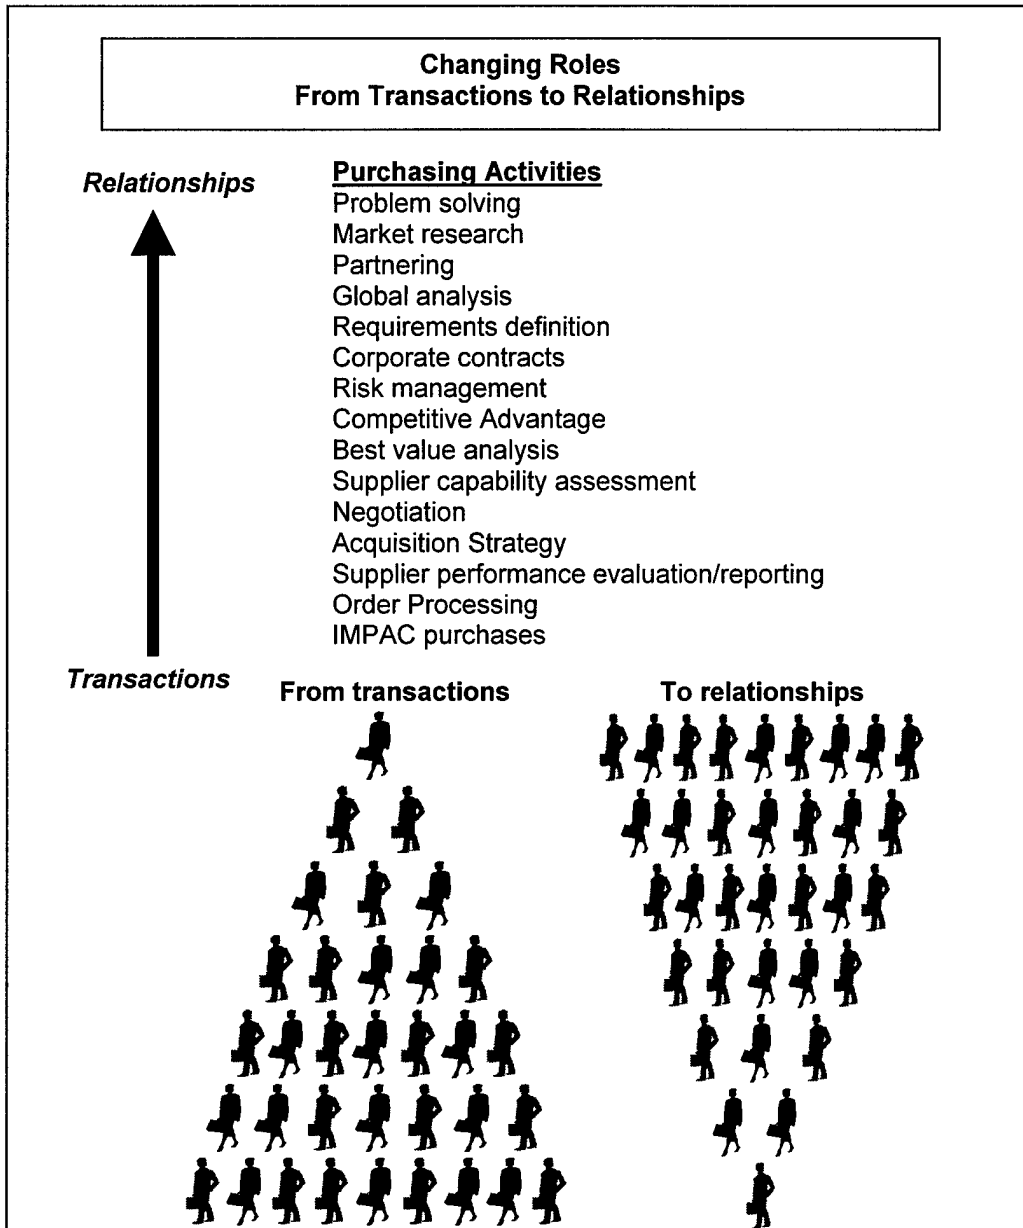 Changing Roles
From Transactions to Relationships
Relationships
Purchasing Activities
Problem solving
Market research
Partnering
Global analysis
Requirements definition
Corporate contracts
Risk management
Competitive Advantage
Best value analysis
Supplier capability assessment
Negotiation
Acquisition Strategy
Supplier performance evaluation/reporting
Order Processing
IMPAC purchases
Transactions
From transactions
To relationships